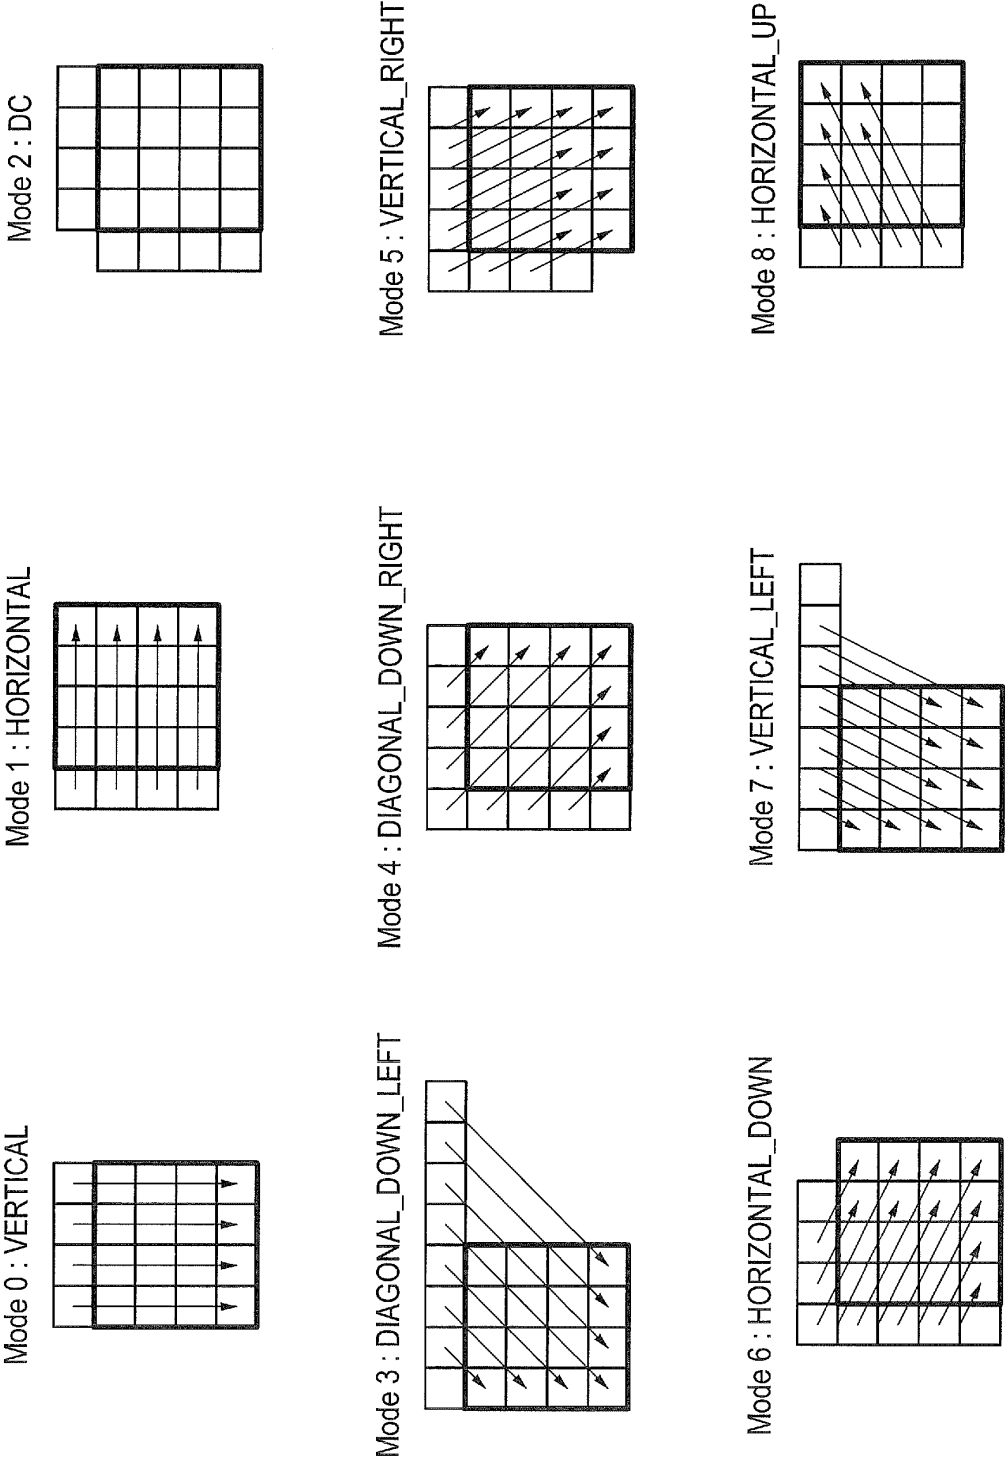 Mode 0 : VERTICAL
Mode 1 : HORIZONTAL
Mode 2 : DC
Mode 3 : DIAGONAL_DOWN_LEFT
Mode 4 : DIAGONAL_DOWN_RIGHT
Mode 5 : VERTICAL_RIGHT
Mode 6 : HORIZONTAL_DOWN
Mode 7 : VERTICAL_LEFT
Mode 8 : HORIZONTAL_UP